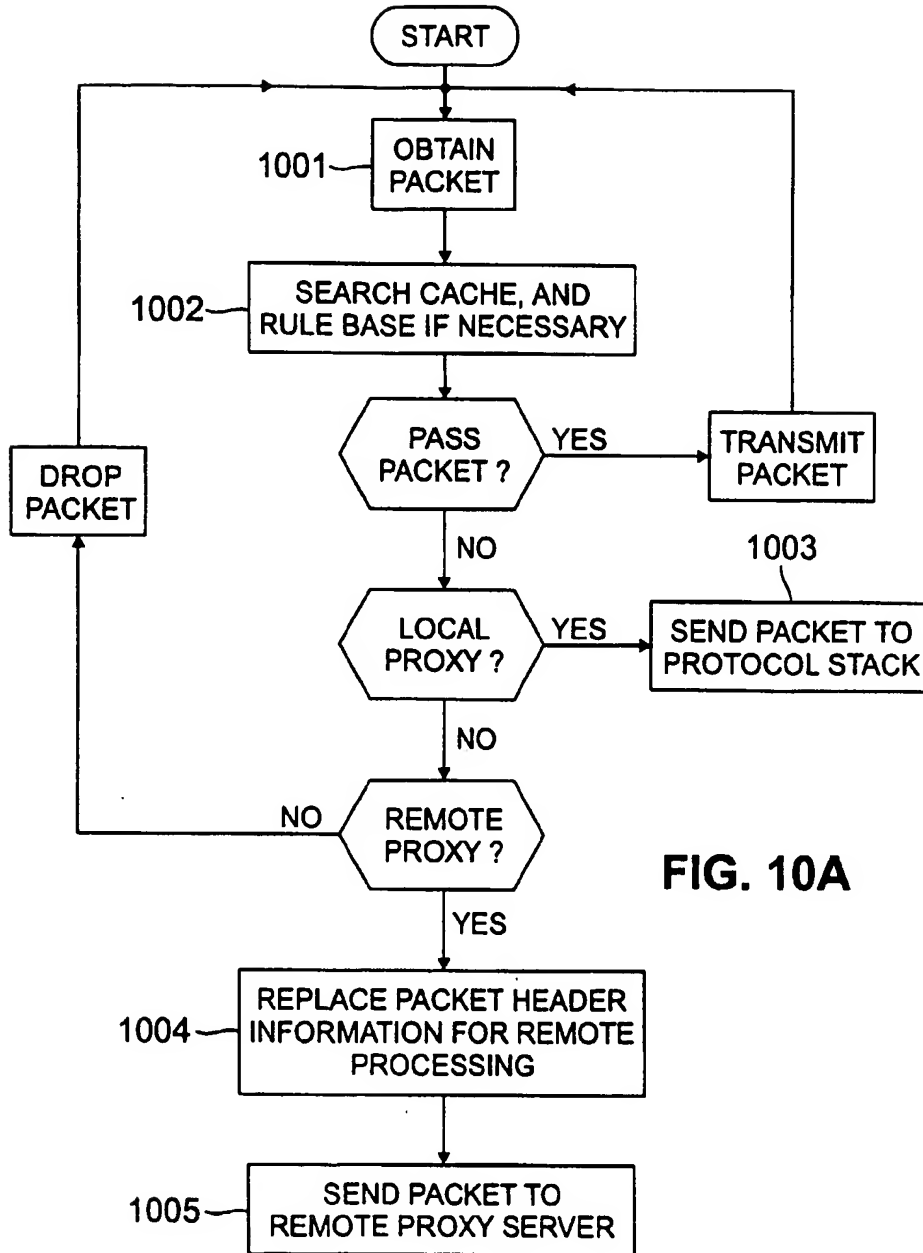 START
1001
OBTAIN
PACKET
1002
SEARCH CACHE, AND
RULE BASE IF NECESSARY
PASS
PACKET ?
YES
TRANSMIT
PACKET
DROP
PACKET
NO
1003
LOCAL
PROXY ?
YES
SEND PACKET TO
PROTOCOL STACK
NO
NO
REMOTE
PROXY ?
FIG. 10A
YES
1004
REPLACE PACKET HEADER
INFORMATION FOR REMOTE
PROCESSING
1005
SEND PACKET TO
REMOTE PROXY SERVER